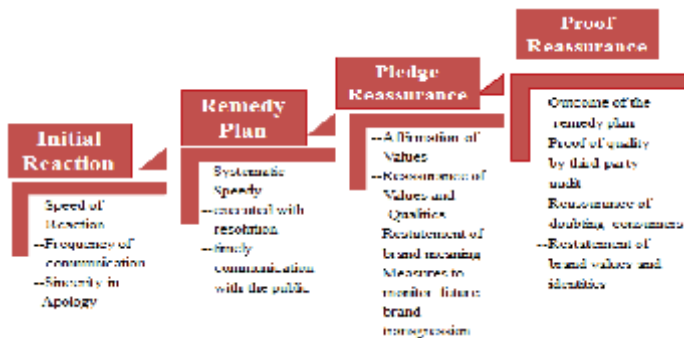 Initial
Reaction
Speed of
Reaction
--Frequency of
communication
--Sincerity in
Apology
Remedy
Plan
Systematic
Speedy
--executed with
resolution
--timely
communication
with the public
Pledge
Reassurance
--Affirmation of
Values
--Reassurance of
Values and
Qualities
Restatement of
brand meaning
Measures to
monitor future
brand
transgression
Proof
Reassurance
Outcome of the
remedy plan
Proof of quality
by third party
audit
Reassurance of
doubting consumers
--Restatement of
brand values and
identities